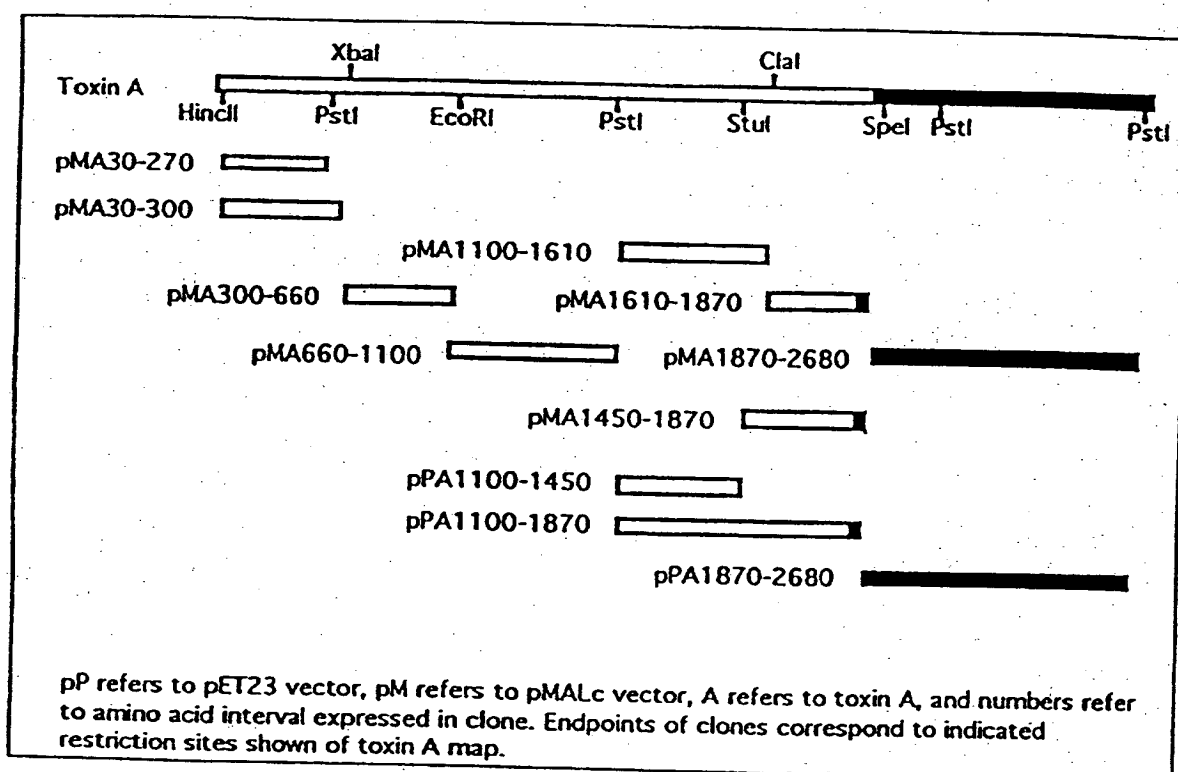 XbaI
ClaI
Toxin A
HincII
PstI
EcoRI
PstI
StuI
SpeI
PstI
PstI
pMA30-270
pMA30-300
pMA1100-1610
pMA300-660
pMA1610-1870
pMA660-1100
pMA1870-2680
pMA1450-1870
pPA1100-1450
pPA1100-1870
pPA1870-2680
pP refers to pET23 vector, pM refers to pMALc vector, A refers to toxin A, and numbers refer
to amino acid interval expressed in clone. Endpoints of clones correspond to indicated
restriction sites shown of toxin A map.